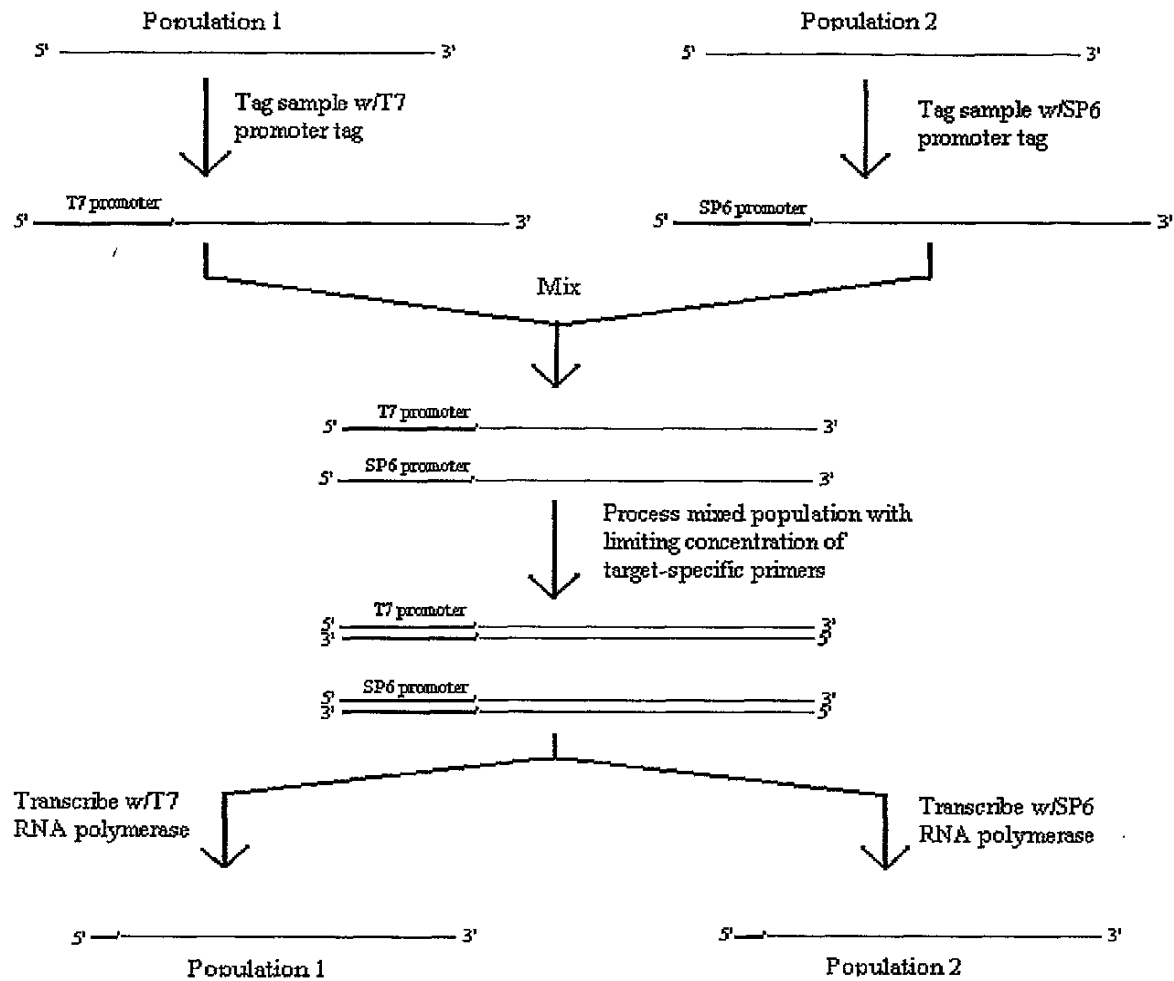 Population 1
Population 2
5' 3'
5' 3'
Tag sample w/T7
promoter tag
Tag sample w/SP6
promoter tag
T7 promoter
5' 3'
SP6 promoter
5' 3'
Mix
T7 promoter
5' 3'
SP6 promoter
5' 3'
Process mixed population with
limiting concentration of
target-specific primers
T7 promoter
5' 3'
3' 5'
SP6 promoter
5' 3'
3' 5'
Transcribe w/T7
RNA polymerase
Transcribe w/SP6
RNA polymerase
5' 3'
5' 3'
Population 1
Population 2